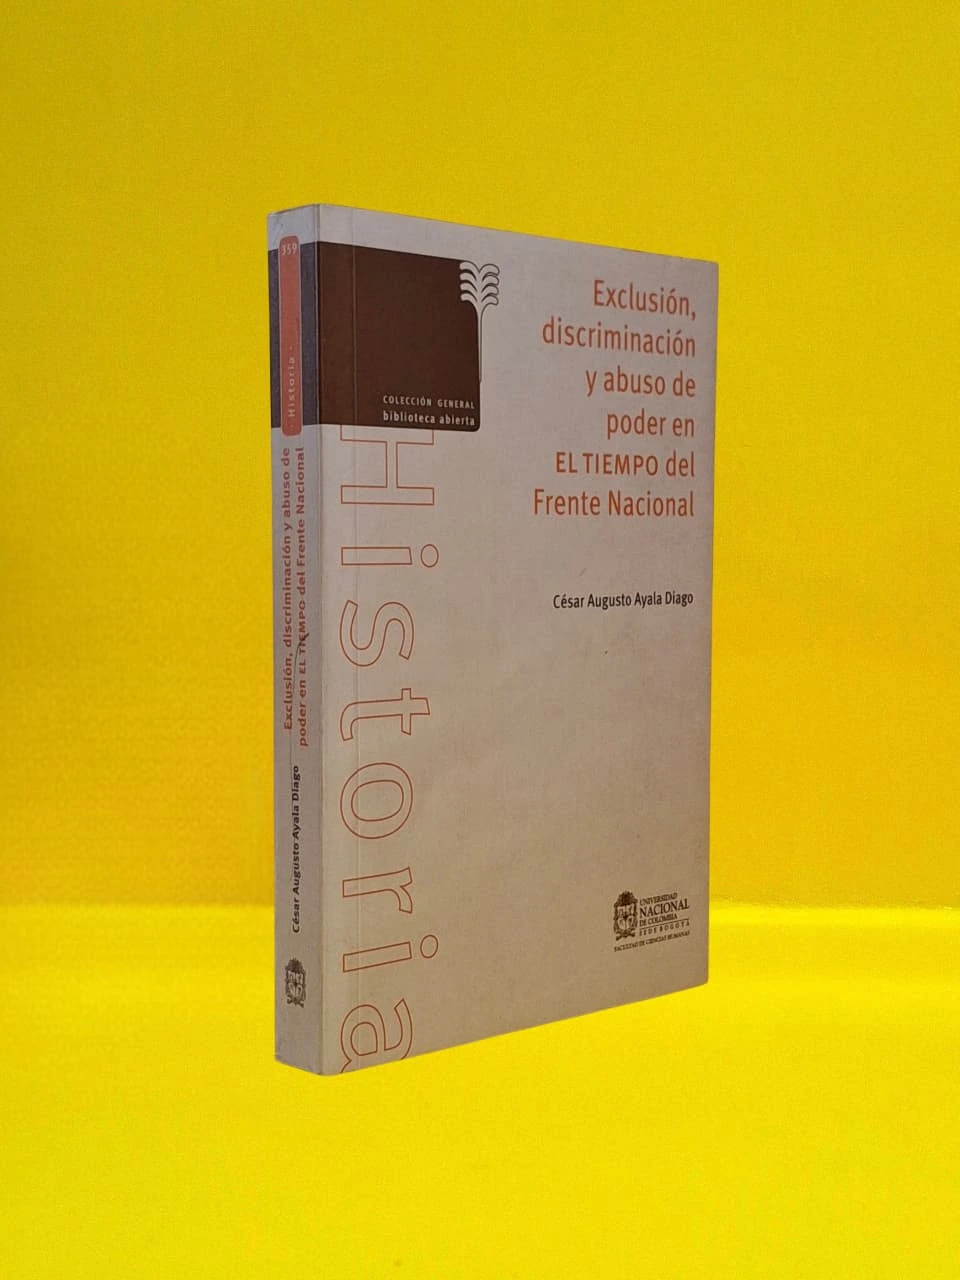 359
· Historia ·
Exclusión, discriminación y abuso de
poder en EL TIEMPO del Frente Nacional
César Augusto Ayala Diago
COLECCIÓN GENERAL
biblioteca abierta
Historia
Exclusión,
discriminación
y abuso de
poder en
EL TIEMPO del
Frente Nacional
César Augusto Ayala Diago
UNIVERSIDAD
NACIONAL
DE COLOMBIA
SEDE BOGOTÁ
FACULTAD DE CIENCIAS HUMANAS